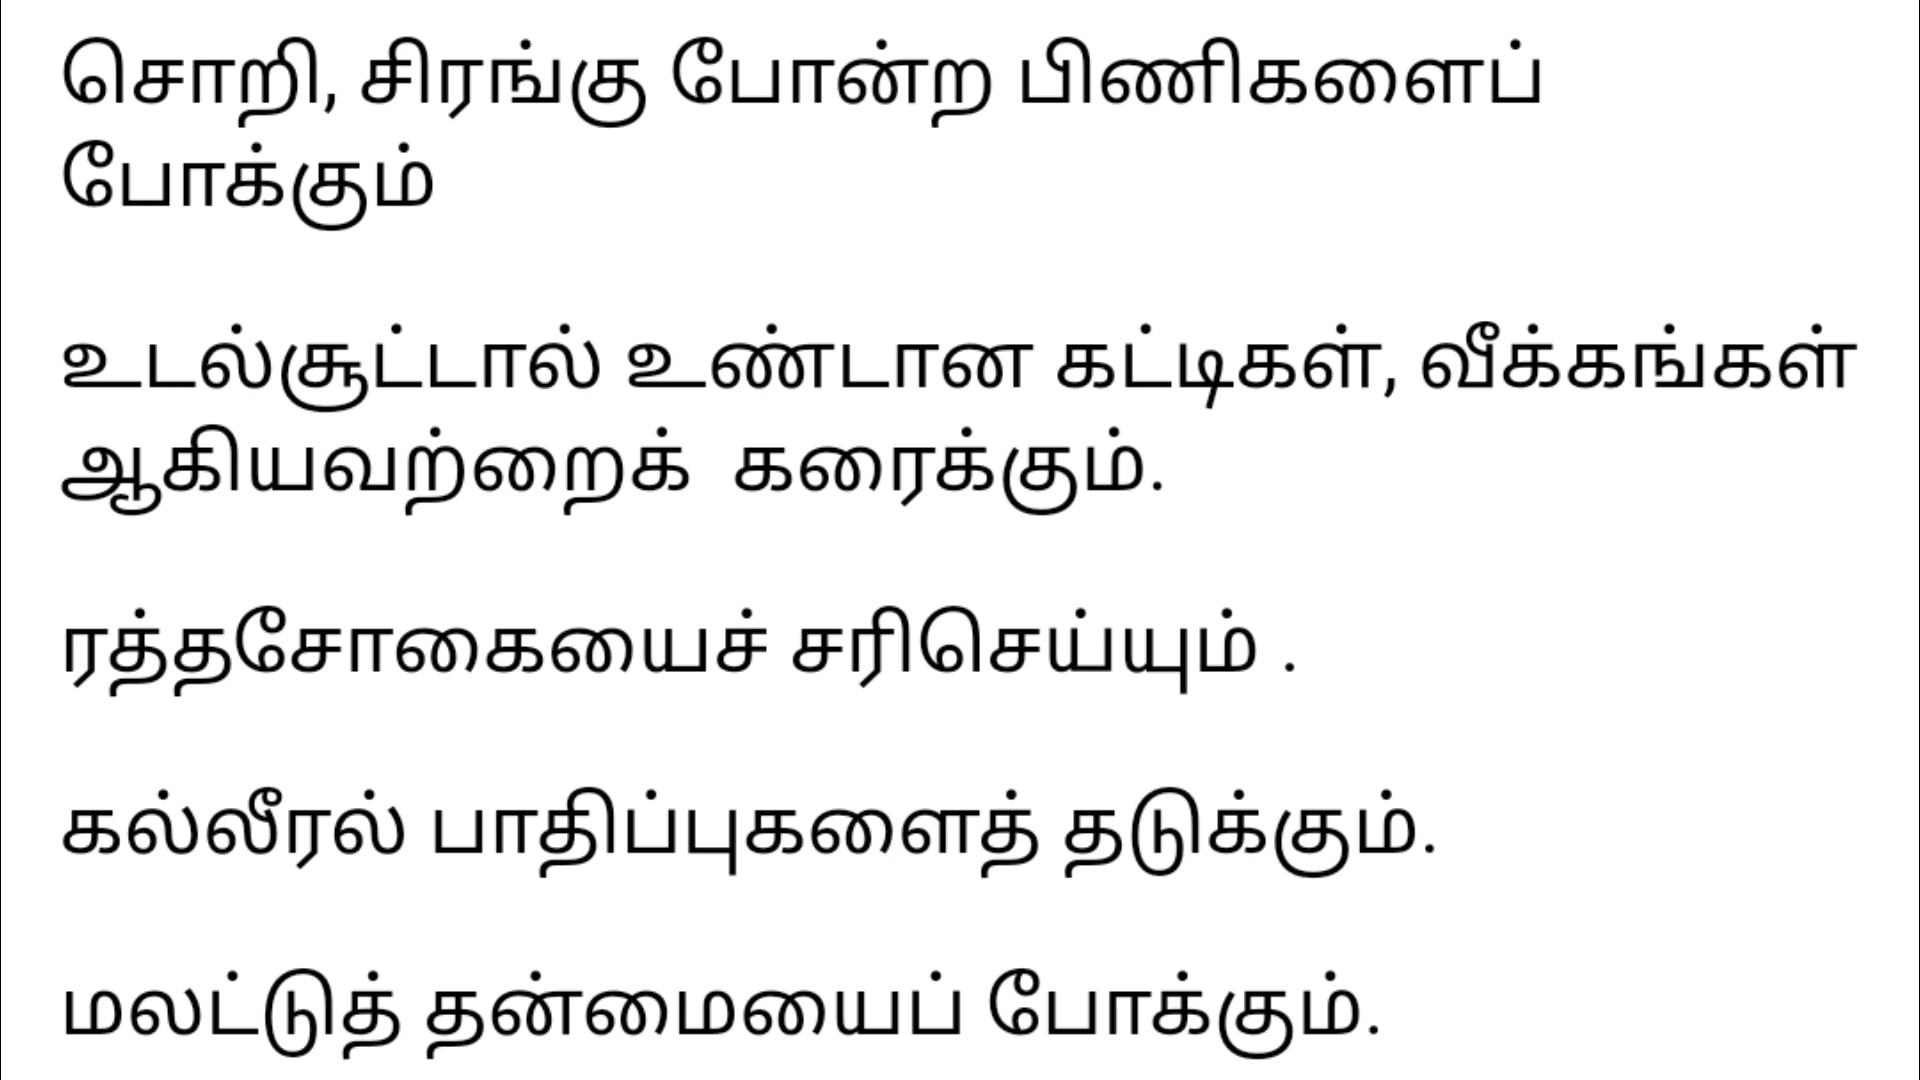 சொறி, சிரங்கு போன்ற பிணிகளைப்
போக்கும்
உடல்சூட்டால் உண்டான கட்டிகள், வீக்கங்கள்
ஆகியவற்றைக்  கரைக்கும்.
ரத்தசோகையைச் சரிசெய்யும் .
கல்லீரல் பாதிப்புகளைத் தடுக்கும்.
மலட்டுத் தன்மையைப் போக்கும்.